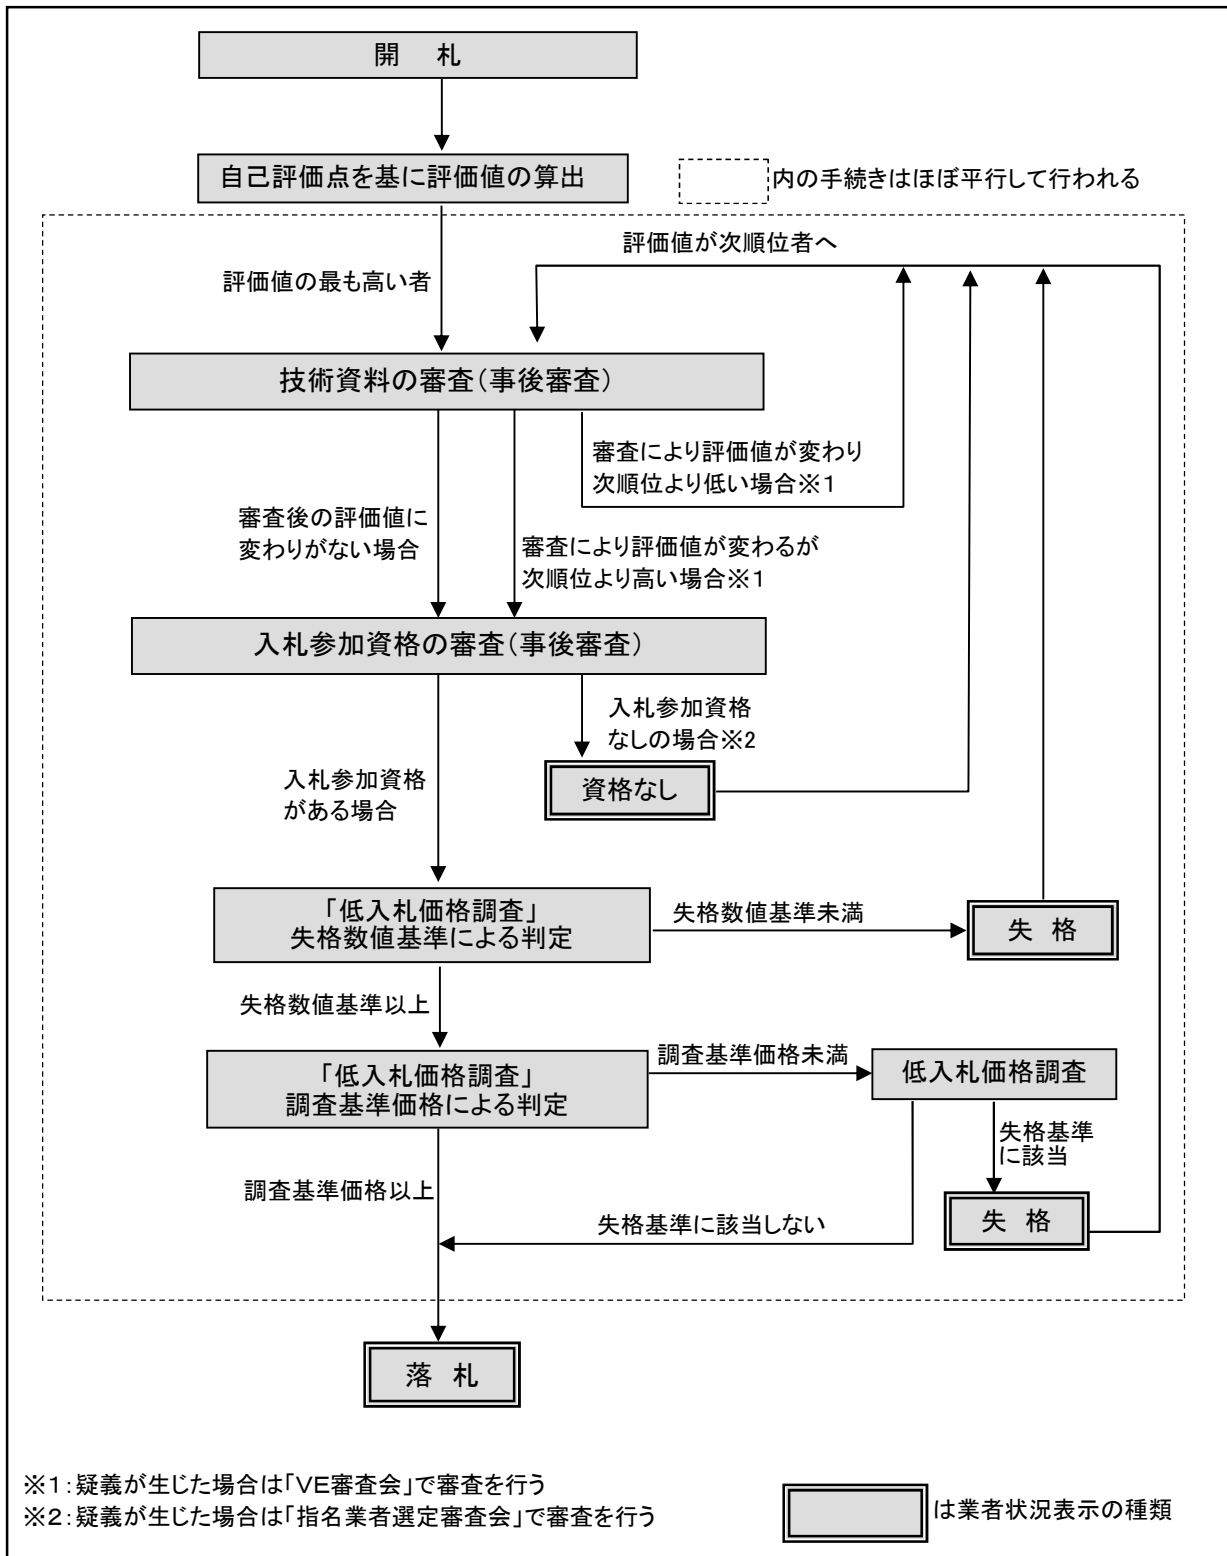 開　札
自己評価点を基に評価値の算出
内の手続きはほぼ平行して行われる
評価値が次順位者へ
評価値の最も高い者
技術資料の審査(事後審査)
審査により評価値が変わり
次順位より低い場合※1
審査後の評価値に
変わりがない場合
審査により評価値が変わるが
次順位より高い場合※1
入札参加資格の審査(事後審査)
入札参加資格
なしの場合※2
入札参加資格
がある場合
資格なし
「低入札価格調査」
失格数値基準による判定
失格数値基準未満
失 格
失格数値基準以上
「低入札価格調査」
調査基準価格による判定
調査基準価格未満
低入札価格調査
失格基準
に該当
調査基準価格以上
失格基準に該当しない
失 格
落 札
※1:疑義が生じた場合は「VE審査会」で審査を行う
※2:疑義が生じた場合は「指名業者選定審査会」で審査を行う
は業者状況表示の種類